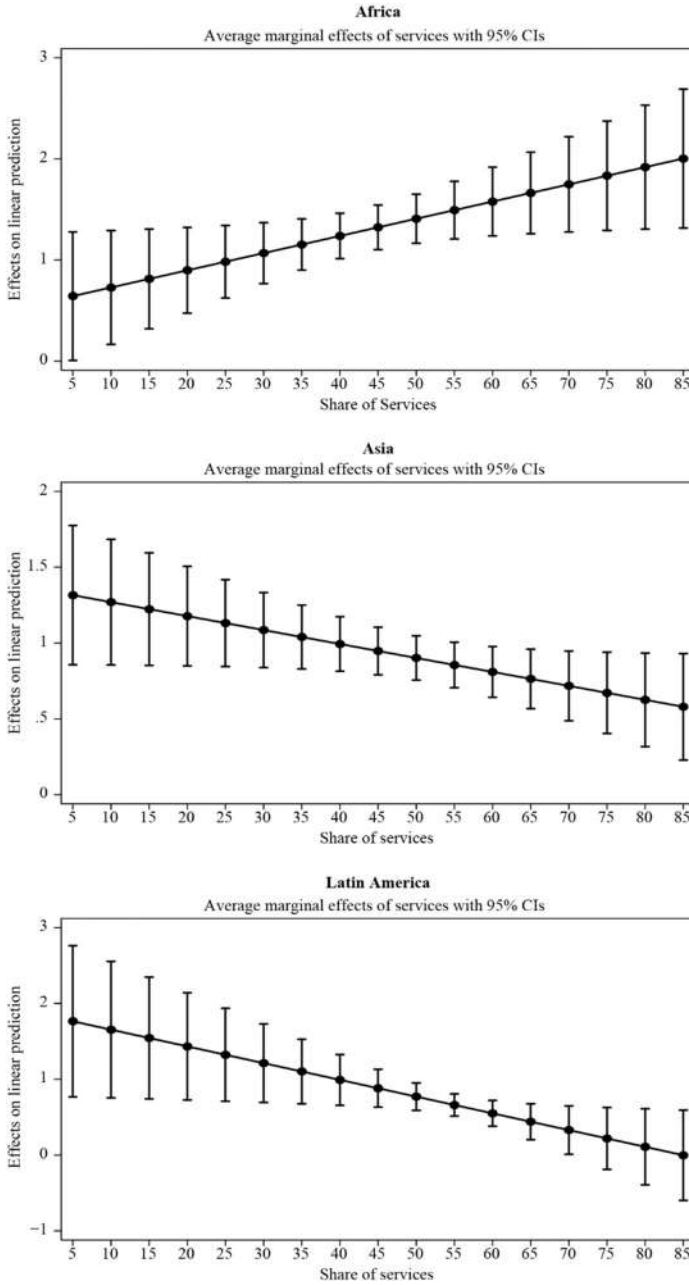 Africa
Average marginal effects of services with 95% CIs
Effects on linear prediction
3
2
1
0
5 10 15 20 25 30 35 40 45 50 55 60 65 70 75 80 85
Share of Services
Asia
Average marginal effects of services with 95% CIs
Effects on linear prediction
2
1.5
1
.5
0
5 10 15 20 25 30 35 40 45 50 55 60 65 70 75 80 85
Share of services
Latin America
Average marginal effects of services with 95% CIs
Effects on linear prediction
3
2
1
0
−1
5 10 15 20 25 30 35 40 45 50 55 60 65 70 75 80 85
Share of services